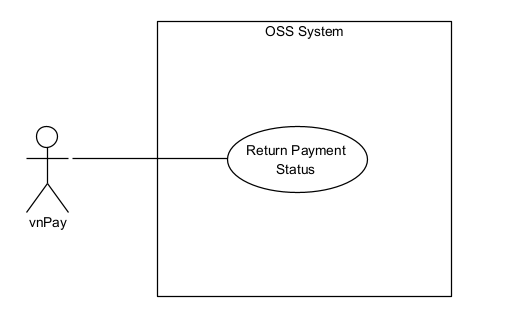 OSS System
Return Payment
Status
vnPay